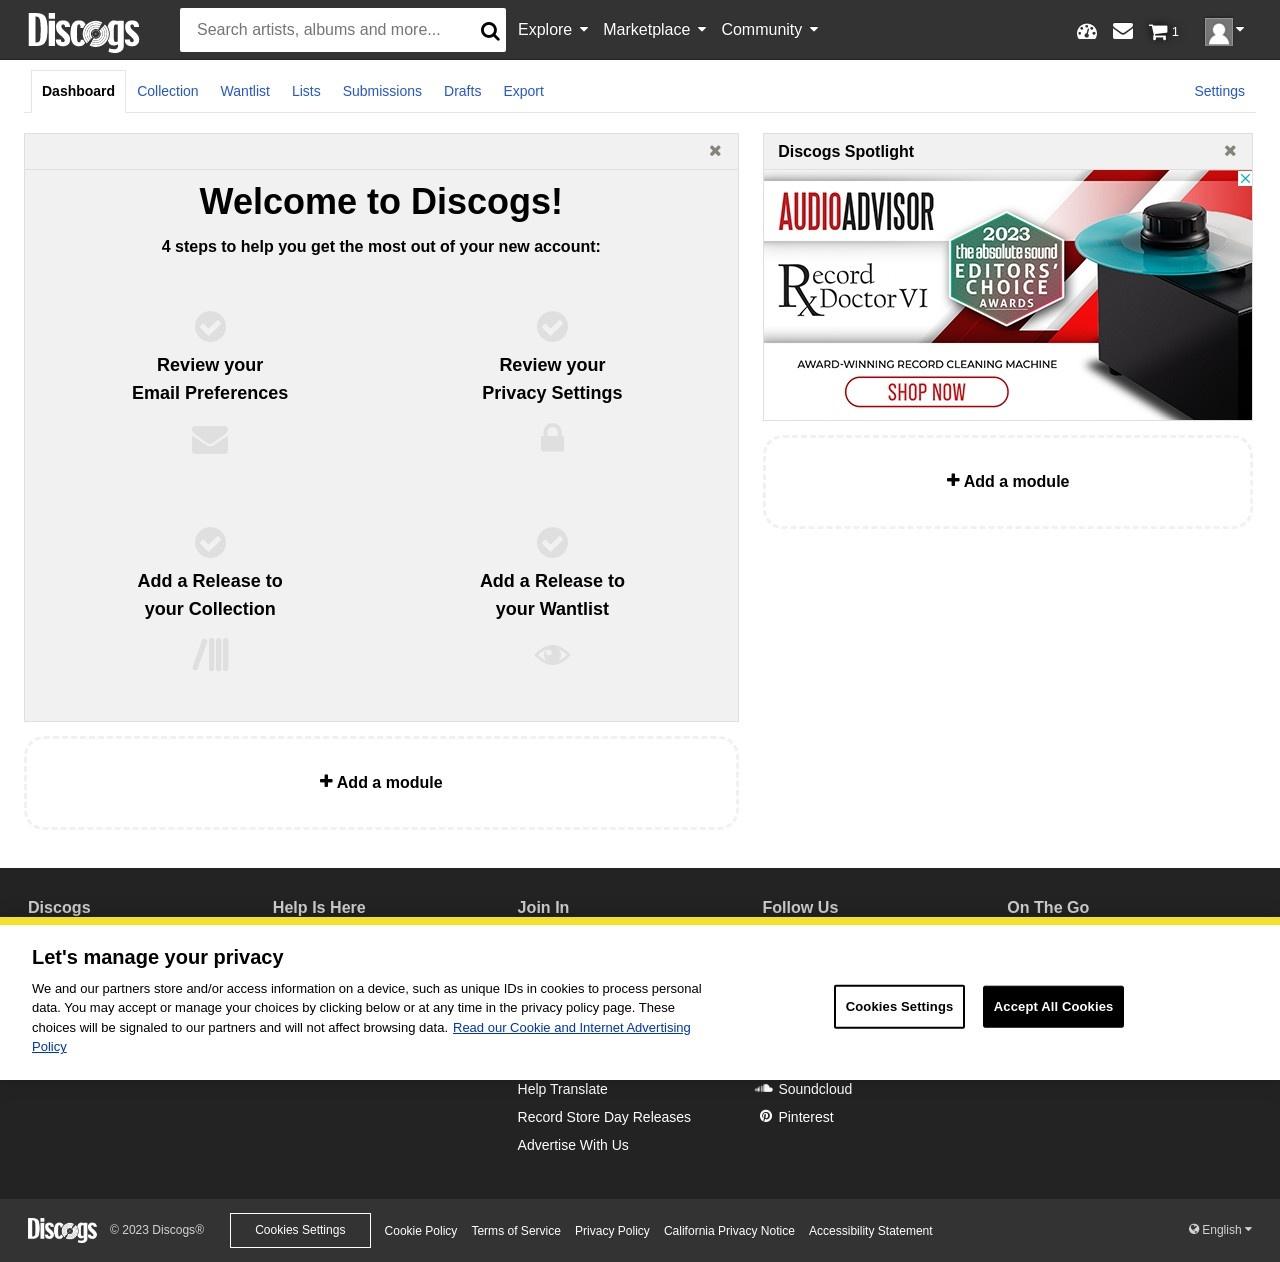 Discogs
Search artists, albums and more...
Explore
Marketplace
Community
1
Dashboard
Collection
Wantlist
Lists
Submissions
Drafts
Export
Settings
Welcome to Discogs!
4 steps to help you get the most out of your new account:
Review your
Email Preferences
Review your
Privacy Settings
Add a Release to
your Collection
Add a Release to
your Wantlist
Add a module
Discogs Spotlight
AUDIOADVISOR
Record
Doctor VI
2023
the absolute sound
EDITORS'
CHOICE
AWARDS
AWARD-WINNING RECORD CLEANING MACHINE
SHOP NOW
Add a module
Discogs
Help Is Here
Join In
Follow Us
On The Go
Let's manage your privacy
We and our partners store and/or access information on a device, such as unique IDs in cookies to process personal
data. You may accept or manage your choices by clicking below or at any time in the privacy policy page. These
choices will be signaled to our partners and will not affect browsing data. Read our Cookie and Internet Advertising
Policy
Cookies Settings
Accept All Cookies
Help Translate
Record Store Day Releases
Advertise With Us
Soundcloud
Pinterest
Discogs
© 2023 Discogs®
Cookies Settings
Cookie Policy
Terms of Service
Privacy Policy
California Privacy Notice
Accessibility Statement
English